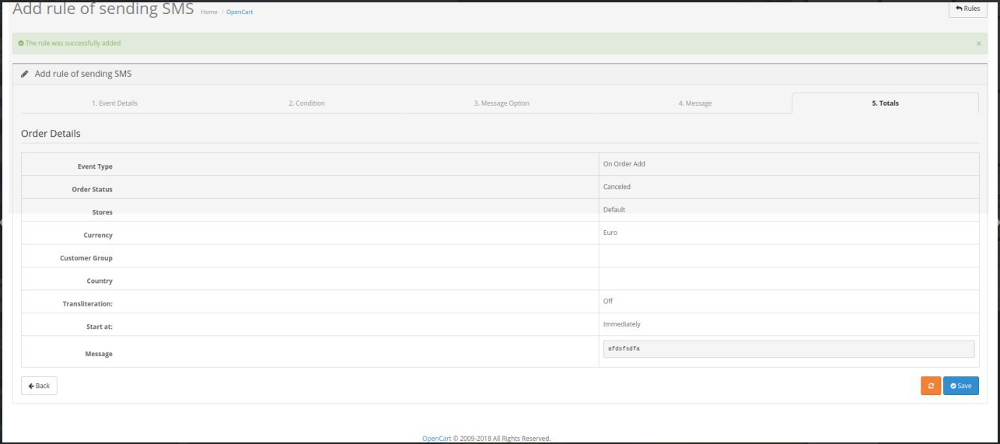 Add rule of sending SMS Home / OpenCart Rules
The rule was successfully added ×
Add rule of sending SMS
1. Event Details 2. Condition 3. Message Option 4. Message 5. Totals
Order Details
Event Type On Order Add
Order Status Canceled
Stores Default
Currency Euro
Customer Group
Country
Transliteration: Off
Start at: Immediately
Message afdsfsdfa
Back Save
OpenCart © 2009-2018 All Rights Reserved.